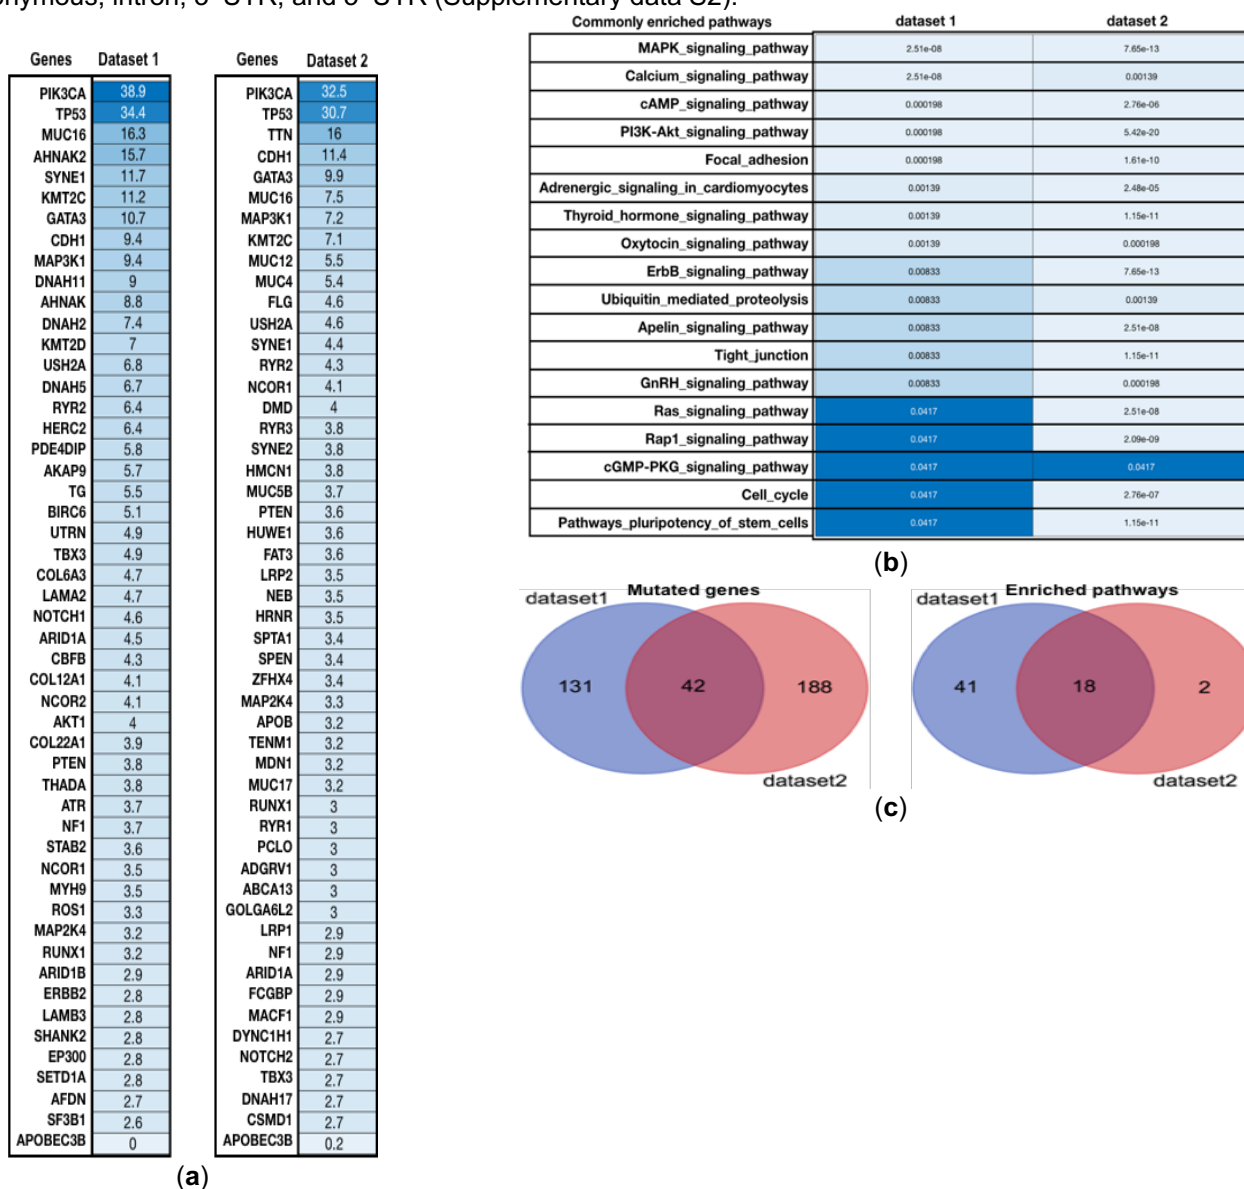 onymous, intron, 5' UTR, and 3' UTR (Supplementary data S2).
Genes Dataset 1
PIK3CA 38.9
TP53 34.4
MUC16 16.3
AHNAK2 15.7
SYNE1 11.7
KMT2C 11.2
GATA3 10.7
CDH1 9.4
MAP3K1 9.4
DNAH11 9
AHNAK 8.8
DNAH2 7.4
KMT2D 7
USH2A 6.8
DNAH5 6.7
RYR2 6.4
HERC2 6.4
PDE4DIP 5.8
AKAP9 5.7
TG 5.5
BIRC6 5.1
UTRN 4.9
TBX3 4.9
COL6A3 4.7
LAMA2 4.7
NOTCH1 4.6
ARID1A 4.5
CBFB 4.3
COL12A1 4.1
NCOR2 4.1
AKT1 4
COL22A1 3.9
PTEN 3.8
THADA 3.8
ATR 3.7
NF1 3.7
STAB2 3.6
NCOR1 3.5
MYH9 3.5
ROS1 3.3
MAP2K4 3.2
RUNX1 3.2
ARID1B 2.9
ERBB2 2.8
LAMB3 2.8
SHANK2 2.8
EP300 2.8
SETD1A 2.8
AFDN 2.7
SF3B1 2.6
APOBEC3B 0
Genes Dataset 2
PIK3CA 32.5
TP53 30.7
TTN 16
CDH1 11.4
GATA3 9.9
MUC16 7.5
MAP3K1 7.2
KMT2C 7.1
MUC12 5.5
MUC4 5.4
FLG 4.6
USH2A 4.6
SYNE1 4.4
RYR2 4.3
NCOR1 4.1
DMD 4
RYR3 3.8
SYNE2 3.8
HMCN1 3.8
MUC5B 3.7
PTEN 3.6
HUWE1 3.6
FAT3 3.6
LRP2 3.5
NEB 3.5
HRNR 3.5
SPTA1 3.4
SPEN 3.4
ZFHX4 3.4
MAP2K4 3.3
APOB 3.2
TENM1 3.2
MDN1 3.2
MUC17 3.2
RUNX1 3
RYR1 3
PCLO 3
ADGRV1 3
ABCA13 3
GOLGA6L2 3
LRP1 2.9
NF1 2.9
ARID1A 2.9
FCGBP 2.9
MACF1 2.9
DYNC1H1 2.7
NOTCH2 2.7
TBX3 2.7
DNAH17 2.7
CSMD1 2.7
APOBEC3B 0.2
(a)
Commonly enriched pathways dataset 1 dataset 2
MAPK_signaling_pathway 2.51e-08 7.65e-13
Calcium_signaling_pathway 2.51e-08 0.00139
cAMP_signaling_pathway 0.000198 2.76e-06
PI3K-Akt_signaling_pathway 0.000198 5.42e-20
Focal_adhesion 0.000198 1.61e-10
Adrenergic_signaling_in_cardiomyocytes 0.00139 2.48e-05
Thyroid_hormone_signaling_pathway 0.00139 1.15e-11
Oxytocin_signaling_pathway 0.00139 0.000198
ErbB_signaling_pathway 0.00833 7.65e-13
Ubiquitin_mediated_proteolysis 0.00833 0.00139
Apelin_signaling_pathway 0.00833 2.51e-08
Tight_junction 0.00833 1.15e-11
GnRH_signaling_pathway 0.00833 0.000198
Ras_signaling_pathway 0.0417 2.51e-08
Rap1_signaling_pathway 0.0417 2.09e-09
cGMP-PKG_signaling_pathway 0.0417 0.0417
Cell_cycle 0.0417 2.76e-07
Pathways_pluripotency_of_stem_cells 0.0417 1.15e-11
(b)
Mutated genes
dataset1
131 42 188
dataset2
Enriched pathways
dataset1
41 18 2
dataset2
(c)